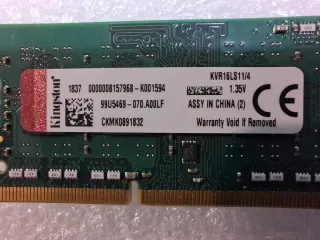 Kingston
KVR16LS11/4
1837 0000008157968-K001594 1.35V
99U5469-070.A00LF ASSY IN CHINA (2)
CKMK0891832 Warranty Void If Removed